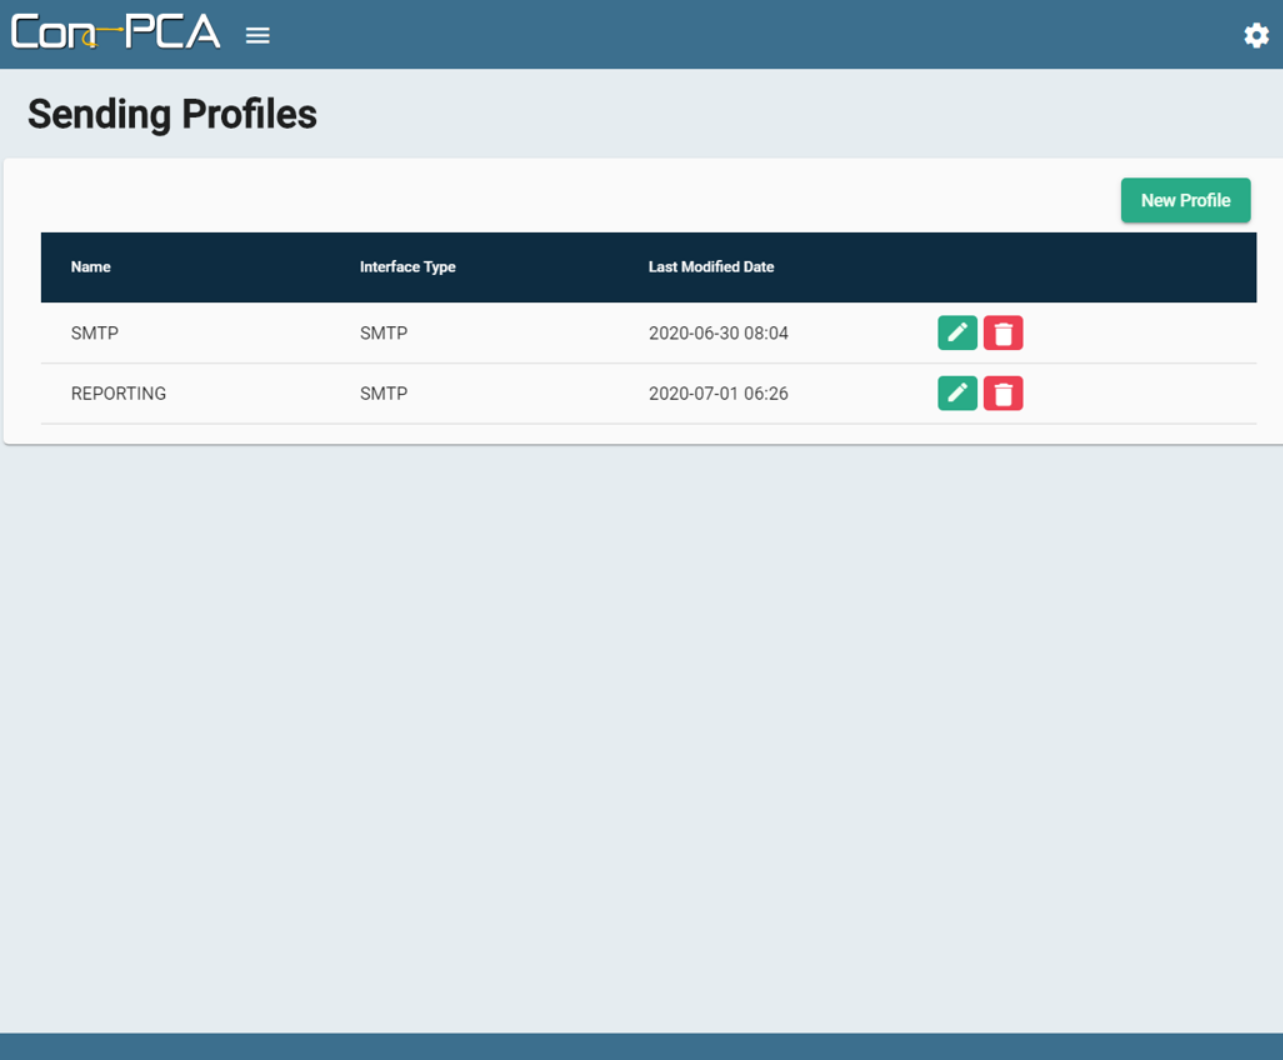 Con-PCA
Sending Profiles
New Profile
Name Interface Type Last Modified Date
SMTP SMTP 2020-06-30 08:04
REPORTING SMTP 2020-07-01 06:26